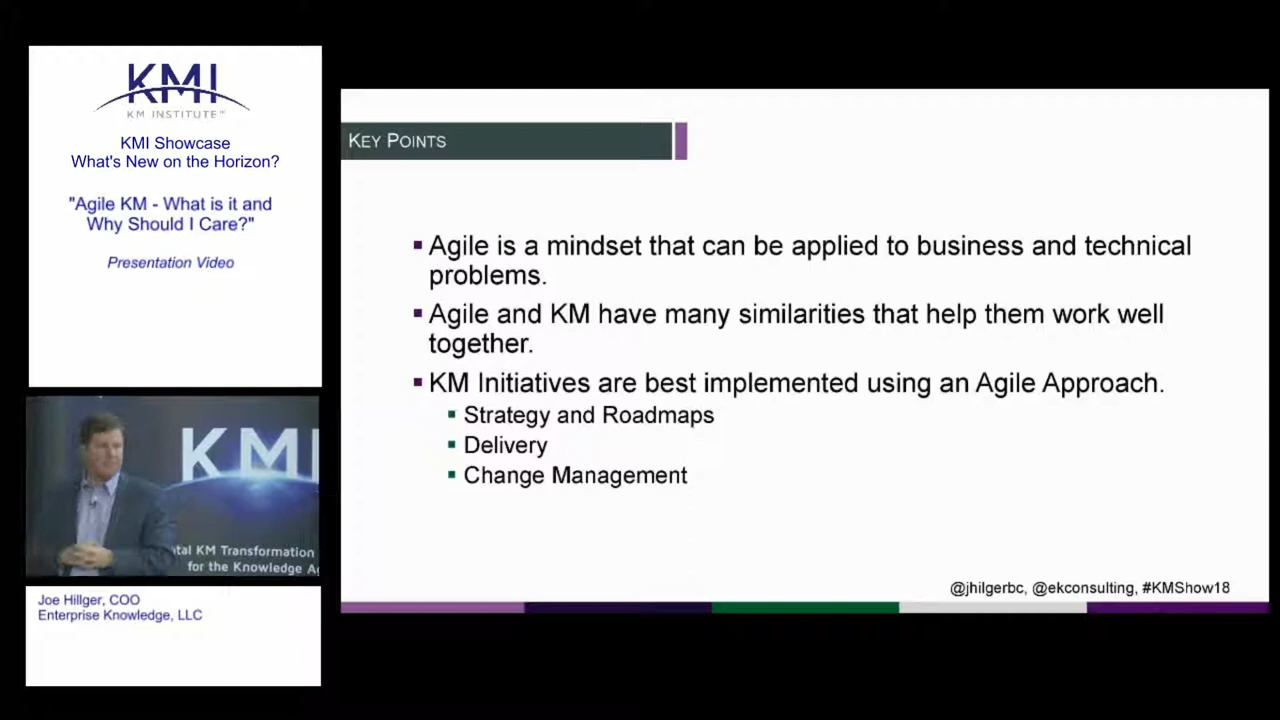 KMI
KM INSTITUTE™
KMI Showcase
What's New on the Horizon?
"Agile KM - What is it and
Why Should I Care?"
Presentation Video
KMI
tal KM Transformation
for the Knowledge Ag
Joe Hillger, COO
Enterprise Knowledge, LLC
KEY POINTS
▪ Agile is a mindset that can be applied to business and technical
problems.
▪ Agile and KM have many similarities that help them work well
together.
▪ KM Initiatives are best implemented using an Agile Approach.
▪ Strategy and Roadmaps
▪ Delivery
▪ Change Management
@jhilgerbc, @ekconsulting, #KMShow18